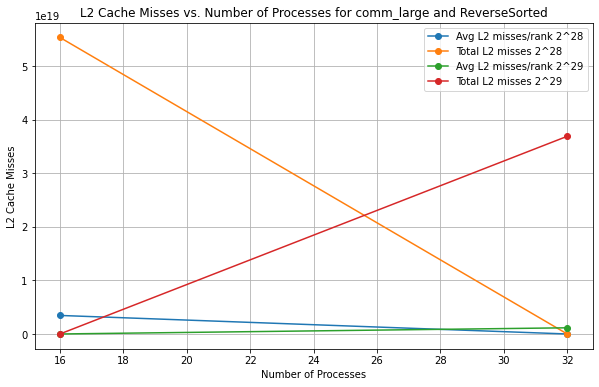 L2 Cache Misses vs. Number of Processes for comm_large and ReverseSorted
1e19
Avg L2 misses/rank 2^28
Total L2 misses 2^28
Avg L2 misses/rank 2^29
Total L2 misses 2^29
L2 Cache Misses
5
4
3
2
1
0
16 18 20 22 24 26 28 30 32
Number of Processes